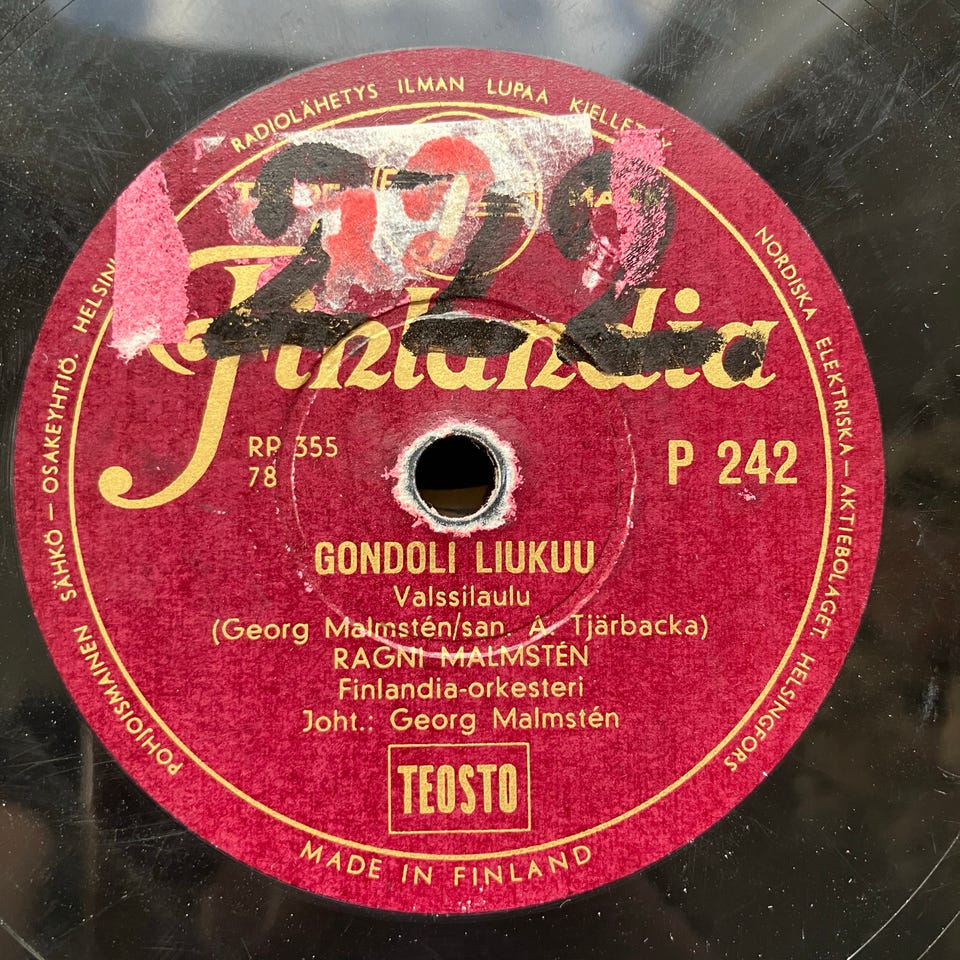 RADIOLÄHETYS ILMAN LUPAA KIELLETTY
222.
Finlandia
RP 355
78
P 242
GONDOLI LIUKUU
Valssilaulu
(Georg Malmstén/san. A. Tjärbacka)
RAGNI MALMSTÉN
Finlandia-orkesteri
Joht.: Georg Malmstén
TEOSTO
POHJOISMAINEN SÄHKÖ – OSAKEYHTIÖ, HELSINKI
NORDISKA ELEKTRISKA – AKTIEBOLAGET, HELSINGFORS
MADE IN FINLAND